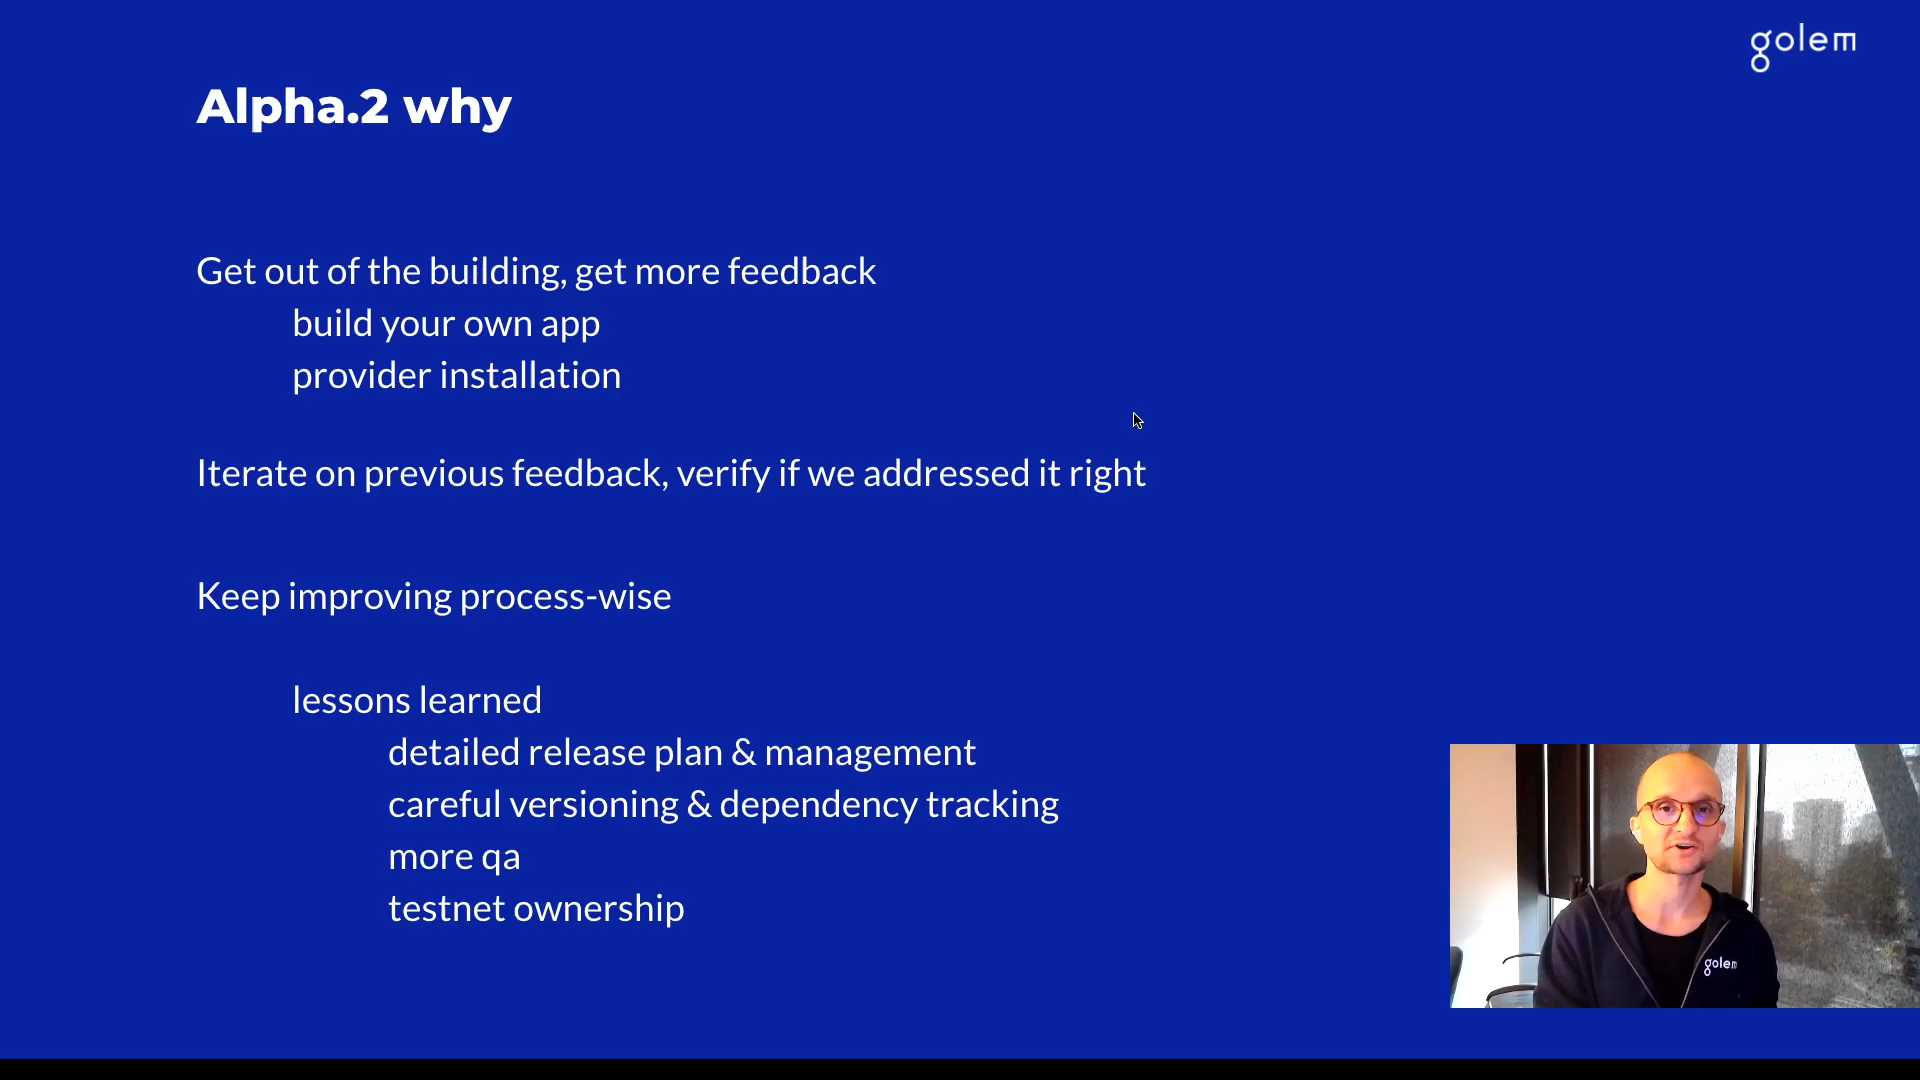 golem
Alpha.2 why
Get out of the building, get more feedback
build your own app
provider installation
Iterate on previous feedback, verify if we addressed it right
Keep improving process-wise
lessons learned
detailed release plan & management
careful versioning & dependency tracking
more qa
testnet ownership
golem